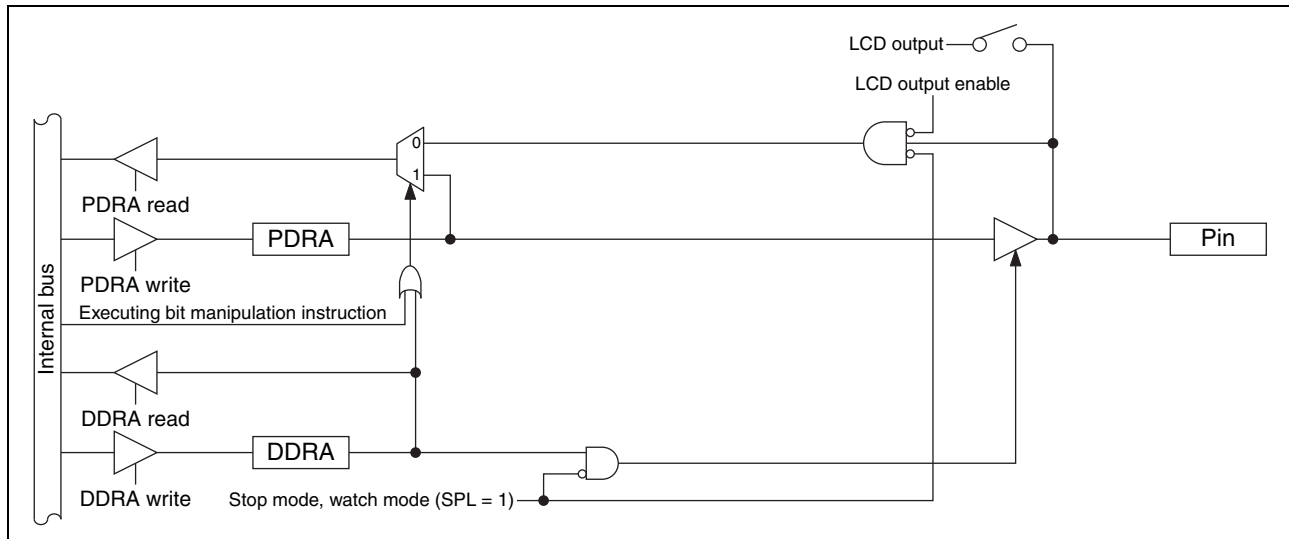 LCD output
LCD output enable
0
1
PDRA read
PDRA
Pin
PDRA write
Executing bit manipulation instruction
Internal bus
DDRA read
DDRA
Stop mode, watch mode (SPL = 1)
DDRA write